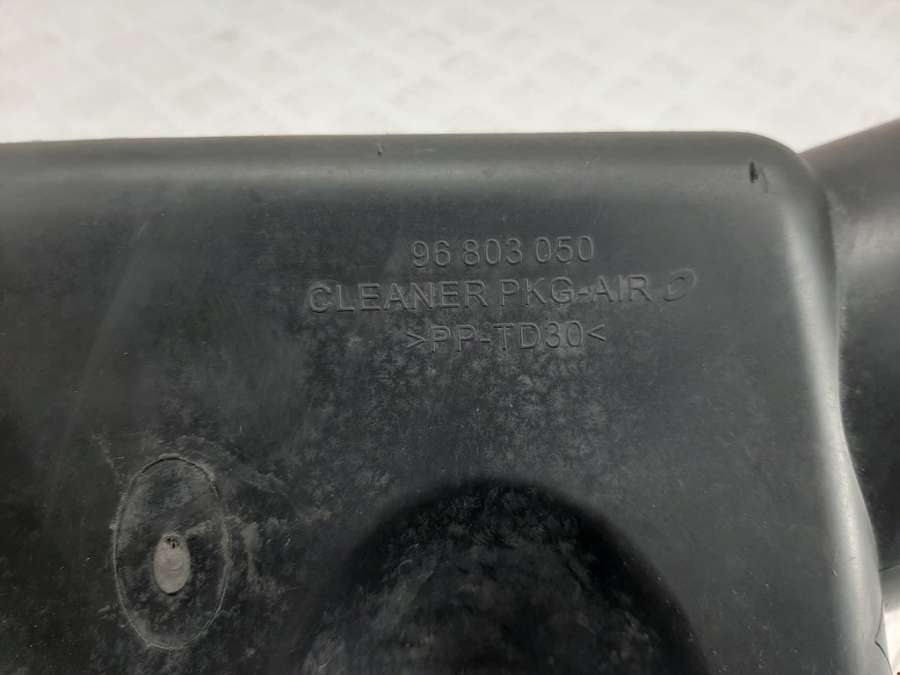 96 803 050
CLEANER PKG-AIR
>PP-TD30<